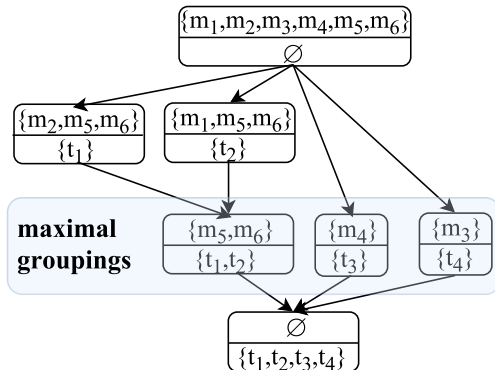 {m₁,m₂,m₃,m₄,m₅,m₆}
∅
{m₂,m₅,m₆}
{t₁}
{m₁,m₅,m₆}
{t₂}
maximal
groupings
{m₅,m₆}
{t₁,t₂}
{m₄}
{t₃}
{m₃}
{t₄}
∅
{t₁,t₂,t₃,t₄}